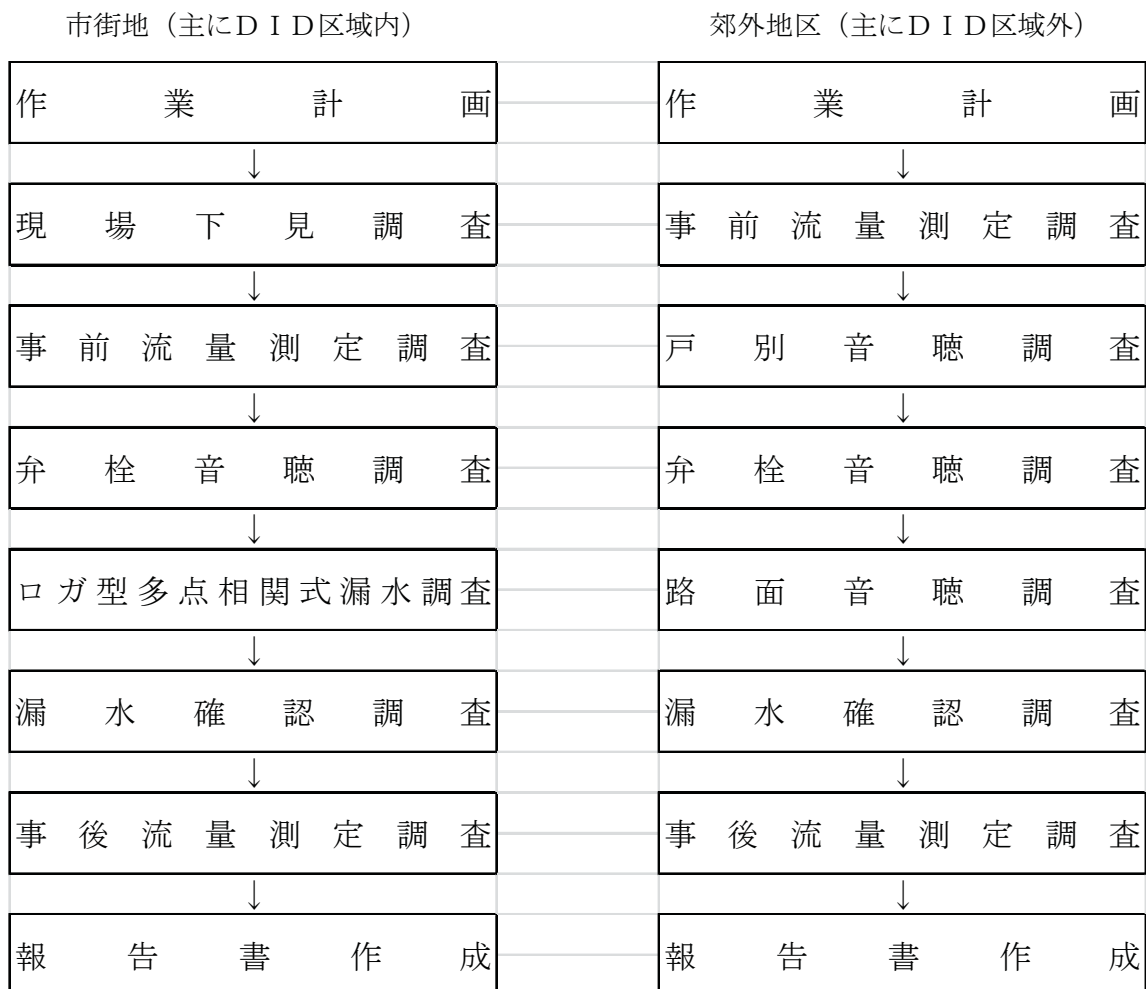 市街地（主にＤＩＤ区域内）
作業計画
↓
現場下見調査
↓
事前流量測定調査
↓
弁栓音聴調査
↓
ロガ型多点相関式漏水調査
↓
漏水確認調査
↓
事後流量測定調査
↓
報告書作成
郊外地区（主にＤＩＤ区域外）
作業計画
↓
事前流量測定調査
↓
戸別音聴調査
↓
弁栓音聴調査
↓
路面音聴調査
↓
漏水確認調査
↓
事後流量測定調査
↓
報告書作成